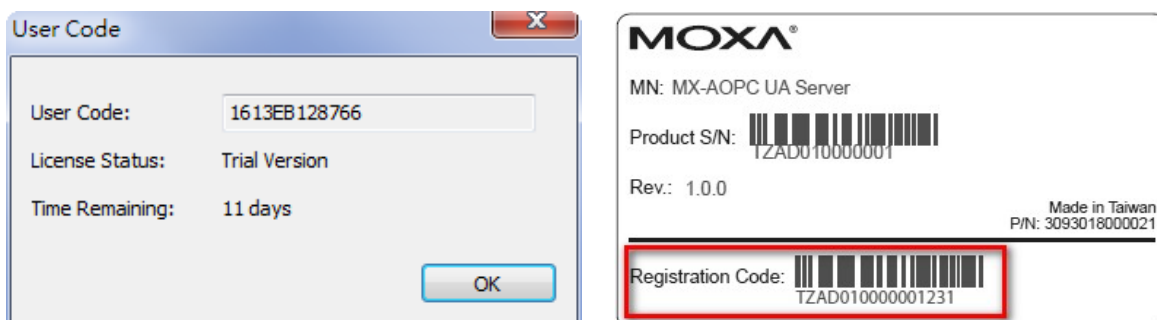 User Code
User Code: 1613EB128766
License Status: Trial Version
Time Remaining: 11 days
OK
MOXA®
MN: MX-AOPC UA Server
Product S/N:
TZAD010000001
Rev.: 1.0.0
Made in Taiwan
P/N: 3093018000021
Registration Code:
TZAD010000001231